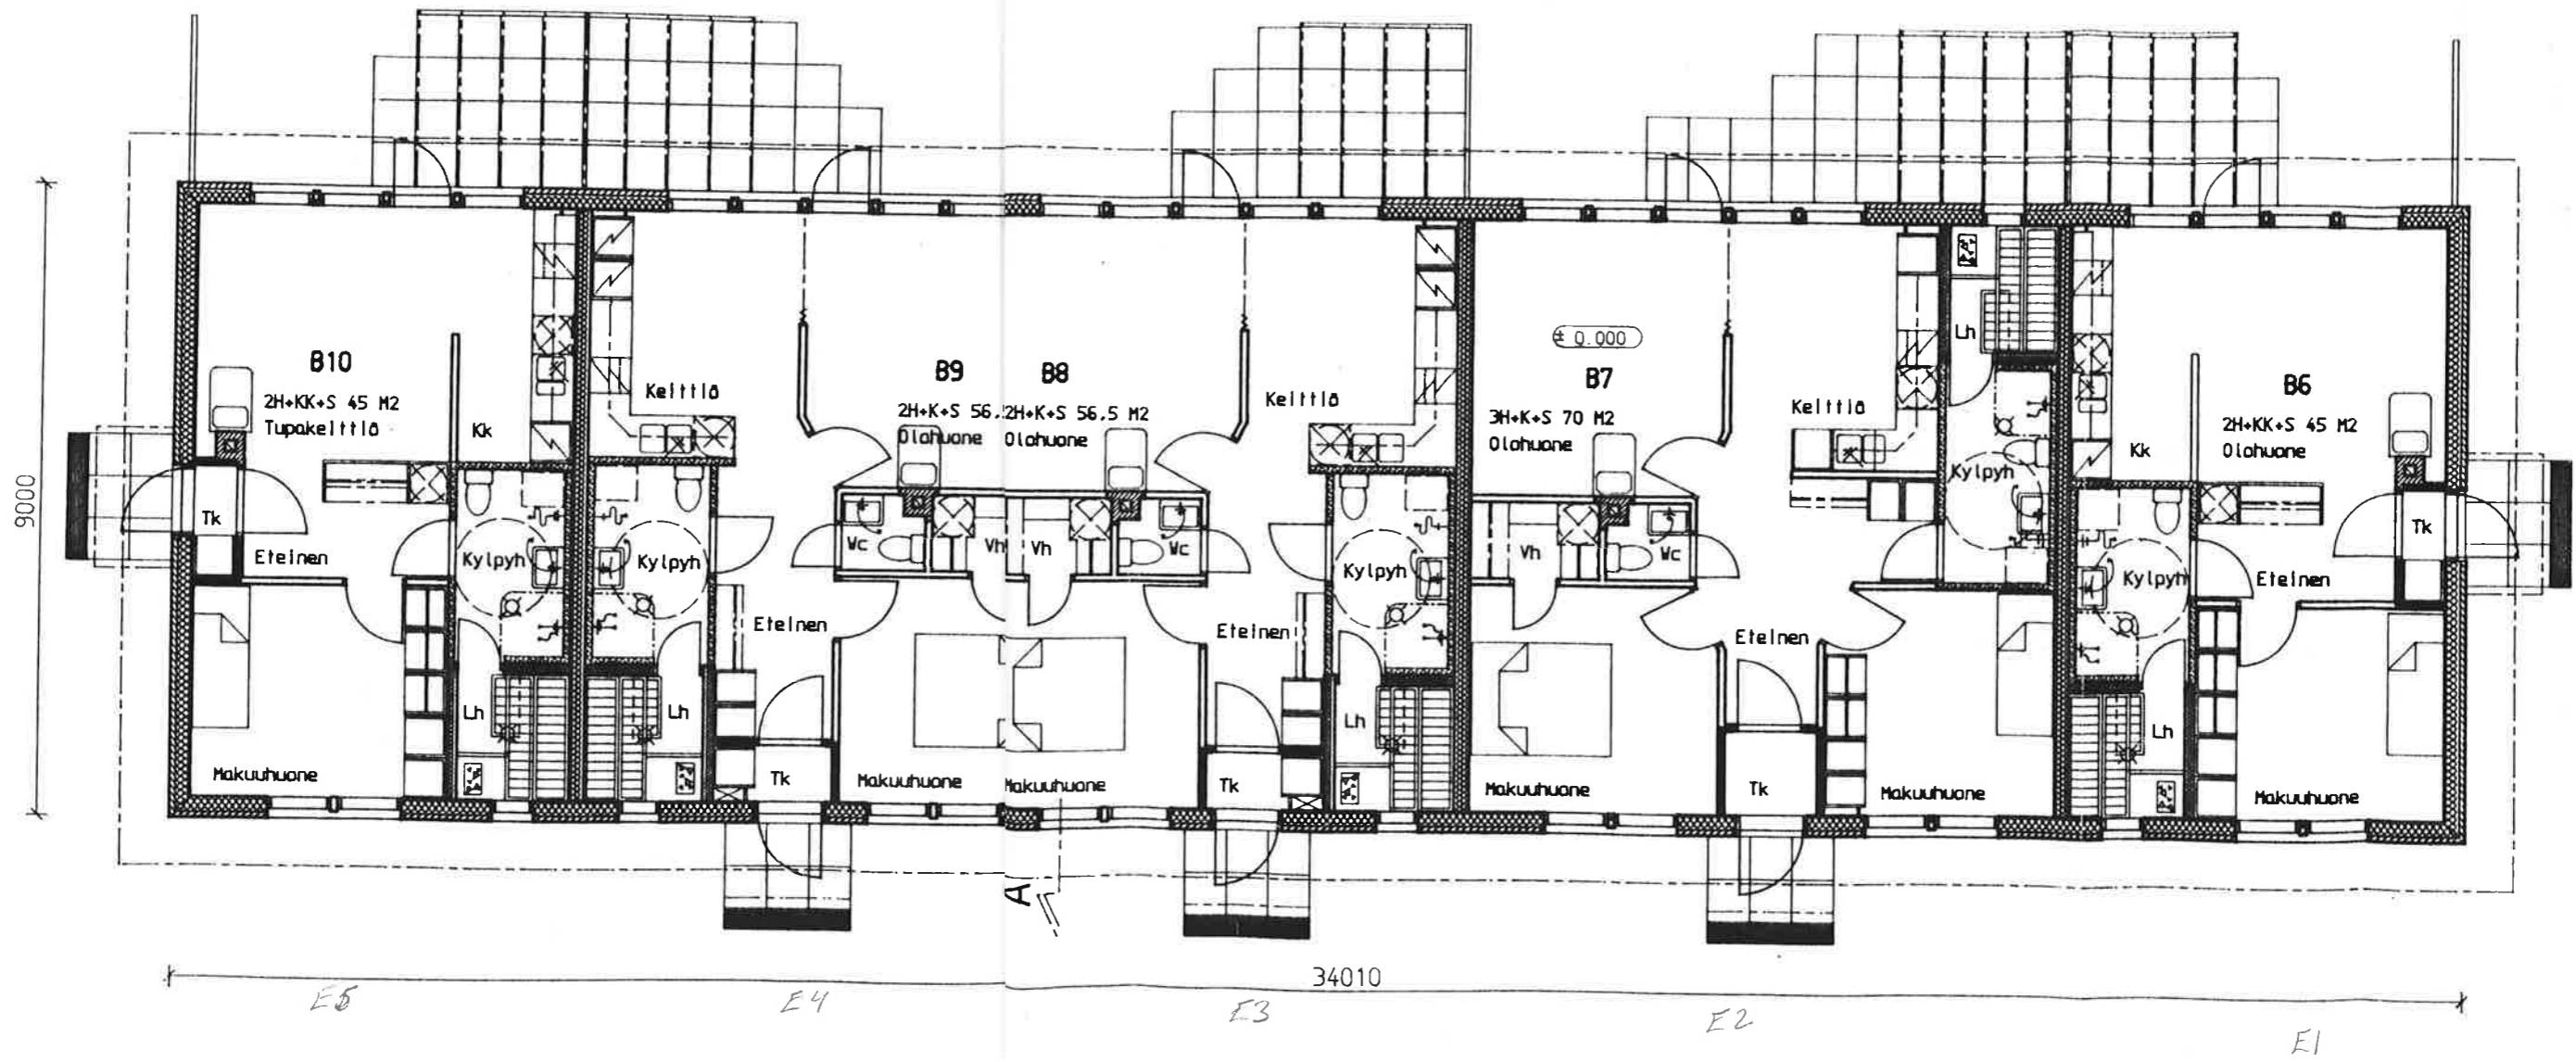 B10
2H+KK+S 45 M2
Tupakeittiö
Kk
Tk
Eteinen
Kylpyh
Lh
Makuuhuone
Keittiö
Kylpyh
Lh
Eteinen
Wc
Vh
Tk
Makuuhuone
B9
2H+K+S 56.
Olohuone
B8
2H+K+S 56.5 M2
Olohuone
Keittiö
Vh
Wc
Kylpyh
Eteinen
Lh
Makuuhuone
Tk
± 0.000
B7
3H+K+S 70 M2
Olohuone
Keittiö
Lh
Kylpyh
Vh
Wc
Eteinen
Makuuhuone
Tk
Makuuhuone
B6
2H+KK+S 45 M2
Olohuone
Kk
Tk
Kylpyh
Eteinen
Lh
Makuuhuone
9000
A
34010
E5
E4
E3
E2
E1